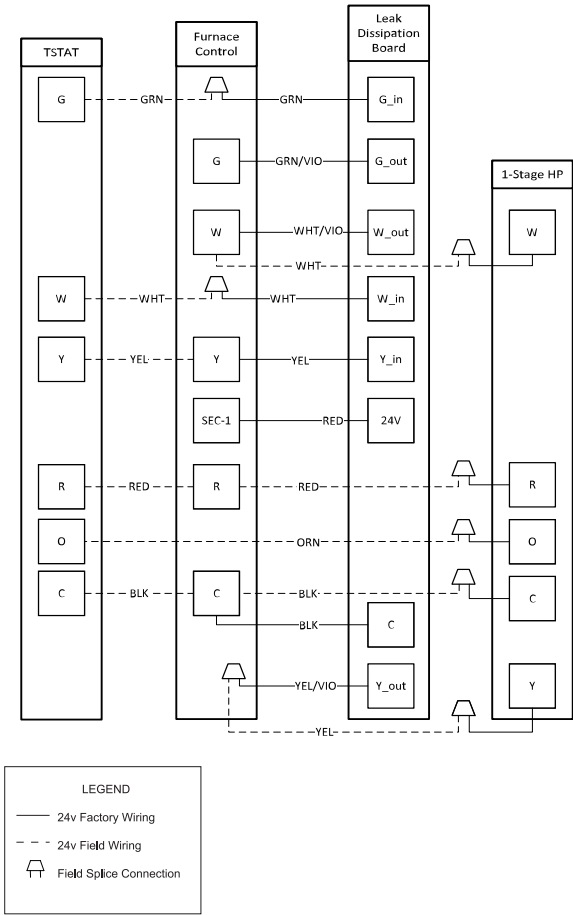 Leak
Dissipation
Board
Furnace
Control
TSTAT
G GRN GRN G_in
G GRN/VIO G_out
1-Stage HP
W WHT/VIO W_out W
WHT
W WHT WHT W_in
Y YEL Y YEL Y_in
SEC-1 RED 24V
R RED R RED R
O ORN O
C BLK C BLK C
BLK C
YEL/VIO Y_out Y
YEL
LEGEND
24v Factory Wiring
24v Field Wiring
Field Splice Connection